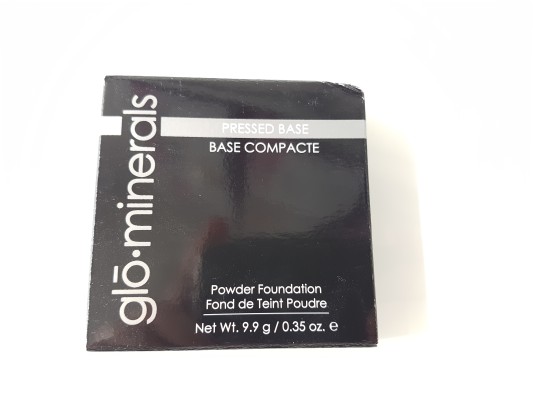 glō·minerals
PRESSED BASE
BASE COMPACTE
Powder Foundation
Fond de Teint Poudre
Net Wt. 9.9 g / 0.35 oz. ℮